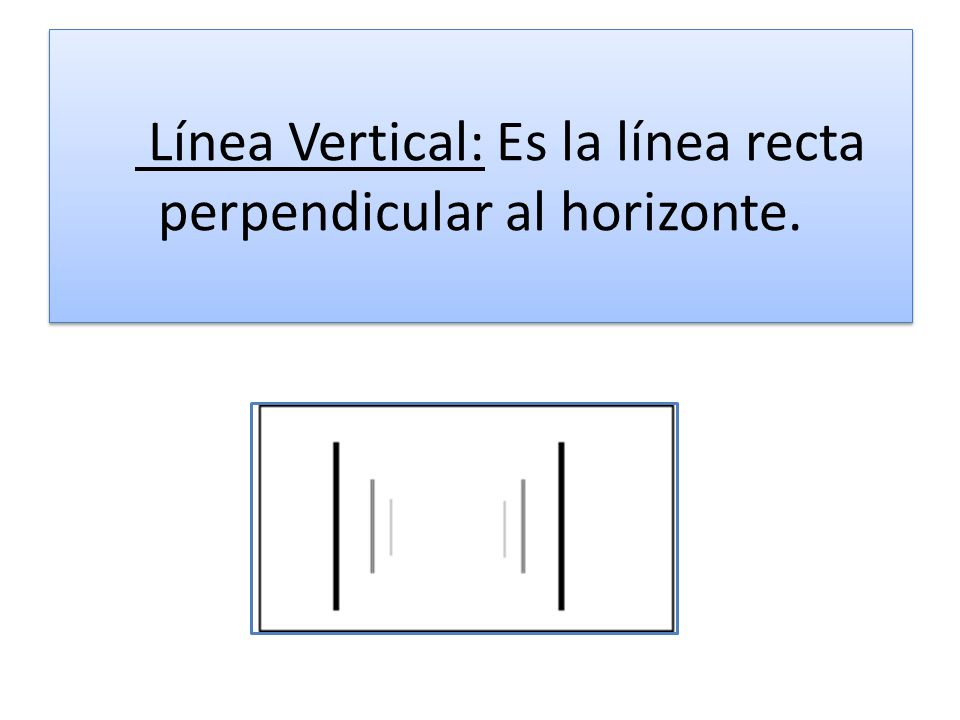 Línea Vertical: Es la línea recta
perpendicular al horizonte.